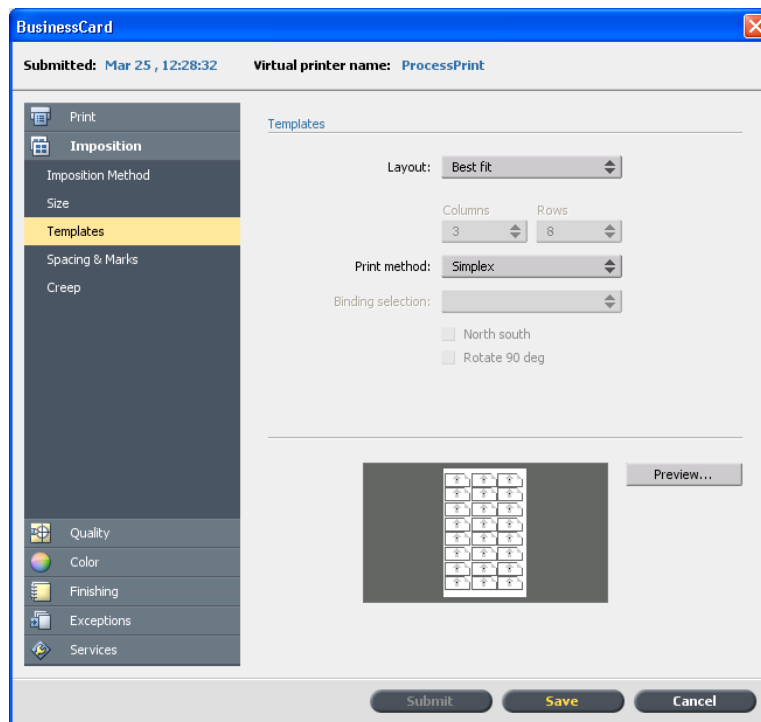 BusinessCard
Submitted: Mar 25 , 12:28:32 Virtual printer name: ProcessPrint
Print
Imposition
Imposition Method
Size
Templates
Spacing & Marks
Creep
Quality
Color
Finishing
Exceptions
Services
Templates
Layout: Best fit
Columns Rows
3 8
Print method: Simplex
Binding selection:
North south
Rotate 90 deg
Preview...
Submit Save Cancel